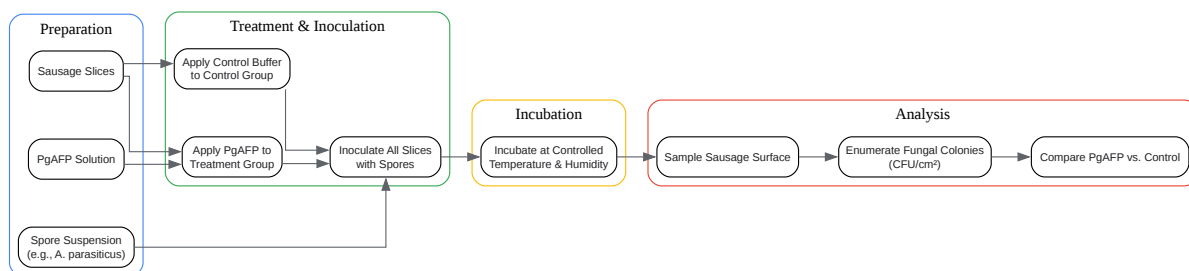 Preparation
Sausage Slices
PgAFP Solution
Spore Suspension
(e.g., A. parasiticus)
Treatment & Inoculation
Apply Control Buffer
to Control Group
Apply PgAFP to
Treatment Group
Inoculate All Slices
with Spores
Incubation
Incubate at Controlled
Temperature & Humidity
Analysis
Sample Sausage Surface
Enumerate Fungal Colonies
(CFU/cm²)
Compare PgAFP vs. Control